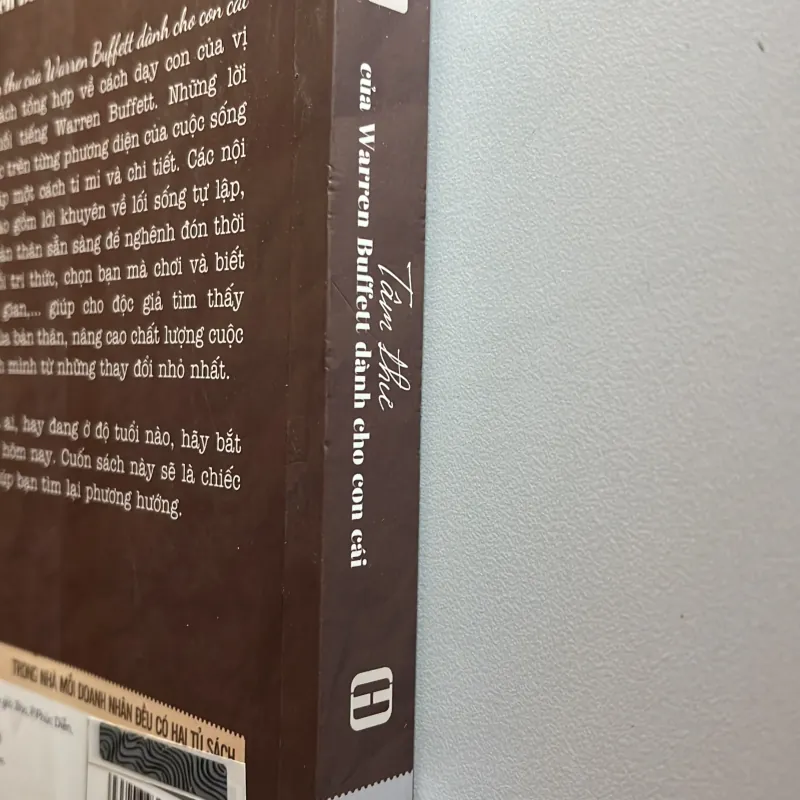 thư của Warren Buffett dành cho con cái
tổng hợp về cách dạy con của vị
tiếng Warren Buffett. Những lời
trên từng phương diện của cuộc sống
một cách tỉ mỉ và chi tiết. Các nội
gồm lời khuyên về lối sống tự lập,
thân sẵn sàng để nghênh đón thời
tri thức, chọn bạn mà chơi và biết
gian,... giúp cho độc giả tìm thấy
bản thân, nâng cao chất lượng cuộc
mình từ những thay đổi nhỏ nhất.
ai, hay đang ở độ tuổi nào, hãy bắt
hôm nay. Cuốn sách này sẽ là chiếc
bạn tìm lại phương hướng.
TRONG NHÀ MỖI DOANH NHÂN ĐỀU CÓ HAI TỦ SÁCH
P.Phúc Diễn,
Tâm thư
của Warren Buffett dành cho con cái
H